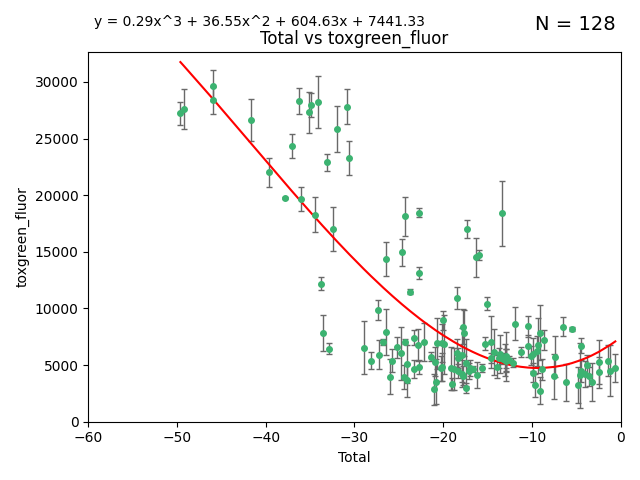 y = 0.29x^3 + 36.55x^2 + 604.63x + 7441.33
N = 128
Total vs toxgreen_fluor
30000
25000
20000
15000
10000
5000
0
toxgreen_fluor
−60 −50 −40 −30 −20 −10 0
Total